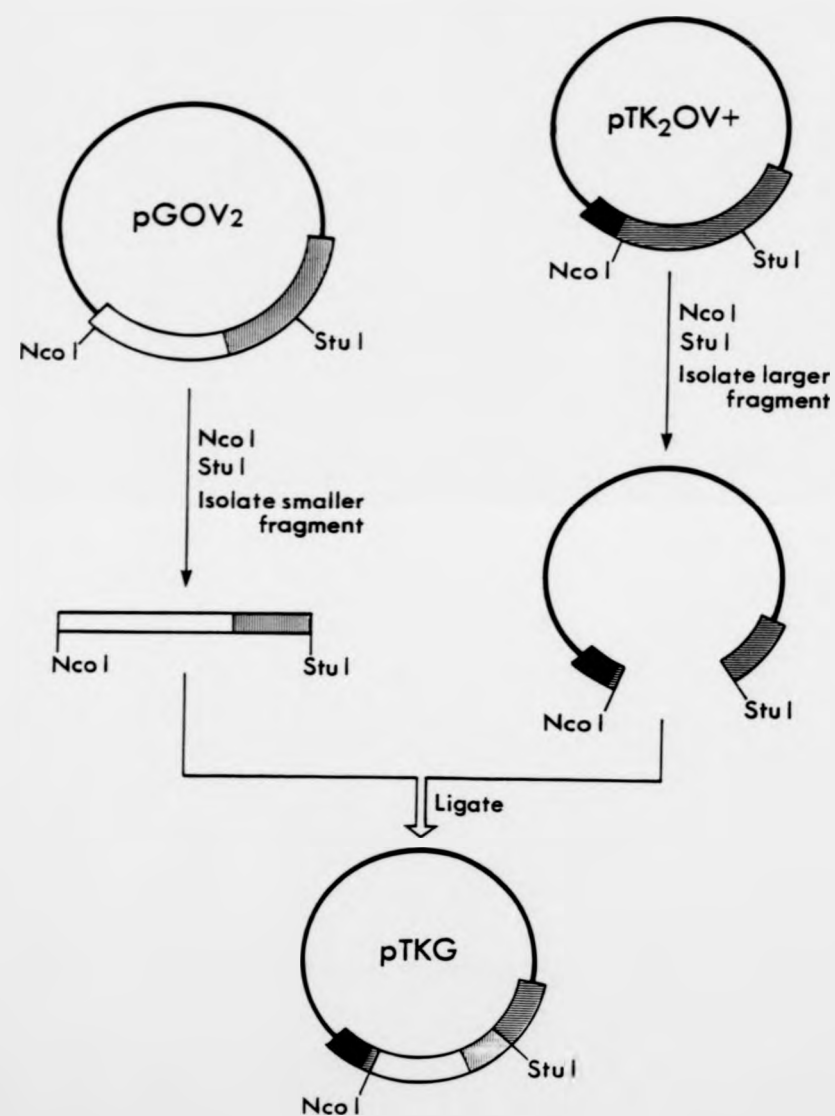 pGOV2
Nco I
Stu I
Nco I
Stu I
Isolate smaller
fragment
Nco I
Stu I
pTK₂OV+
Nco I
Stu I
Nco I
Stu I
Isolate larger
fragment
Nco I
Stu I
Ligate
pTKG
Nco I
Stu I